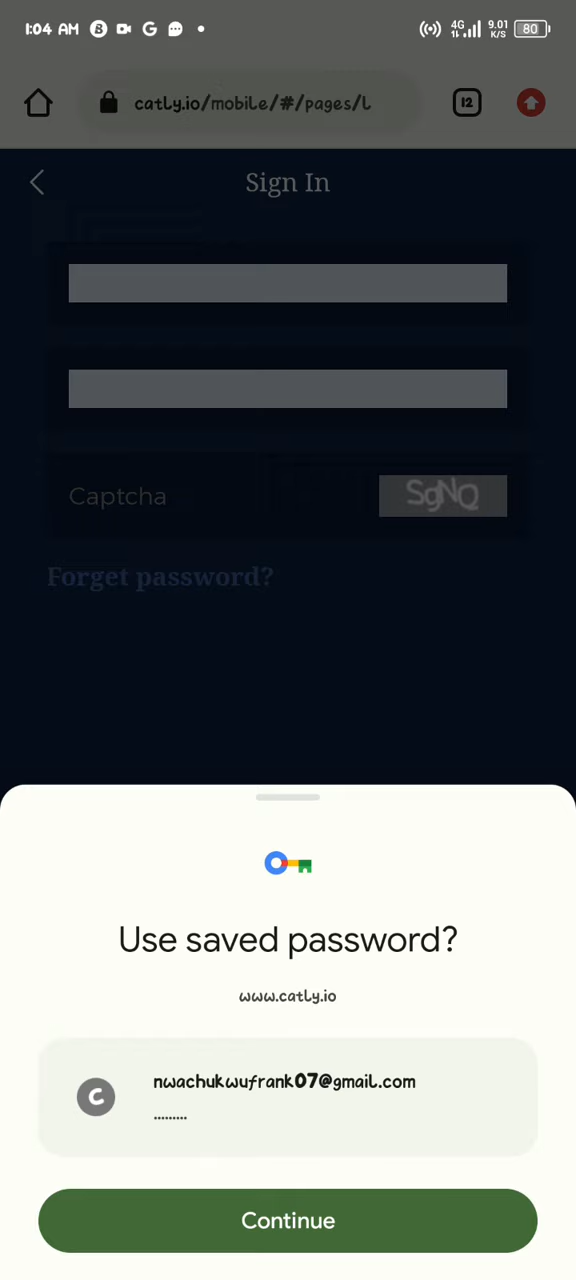 1:04 AM B G 4G 9.01 K/S 80
catly.io/mobile/#/pages/l 12
Sign In
Captcha SgNQ
Forget password?
Use saved password?
www.catly.io
C nwachukwufrank07@gmail.com
.........
Continue